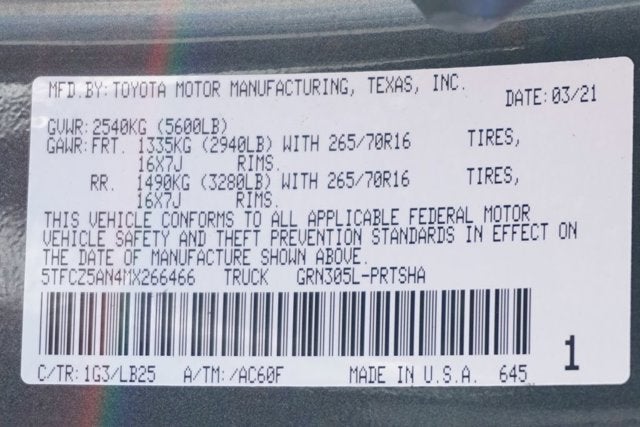 MFD.BY:TOYOTA MOTOR MANUFACTURING, TEXAS, INC.
DATE:03/21
GVWR:2540KG (5600LB)
GAWR:FRT. 1335KG (2940LB) WITH 265/70R16 TIRES,
16X7J RIMS.
RR. 1490KG (3280LB) WITH 265/70R16 TIRES,
16X7J RIMS.
THIS VEHICLE CONFORMS TO ALL APPLICABLE FEDERAL MOTOR
VEHICLE SAFETY AND THEFT PREVENTION STANDARDS IN EFFECT ON
THE DATE OF MANUFACTURE SHOWN ABOVE.
5TFCZ5AN4MX266466 TRUCK GRN305L-PRTSHA
1
C/TR:1G3/LB25 A/TM:/AC60F MADE IN U.S.A. 645